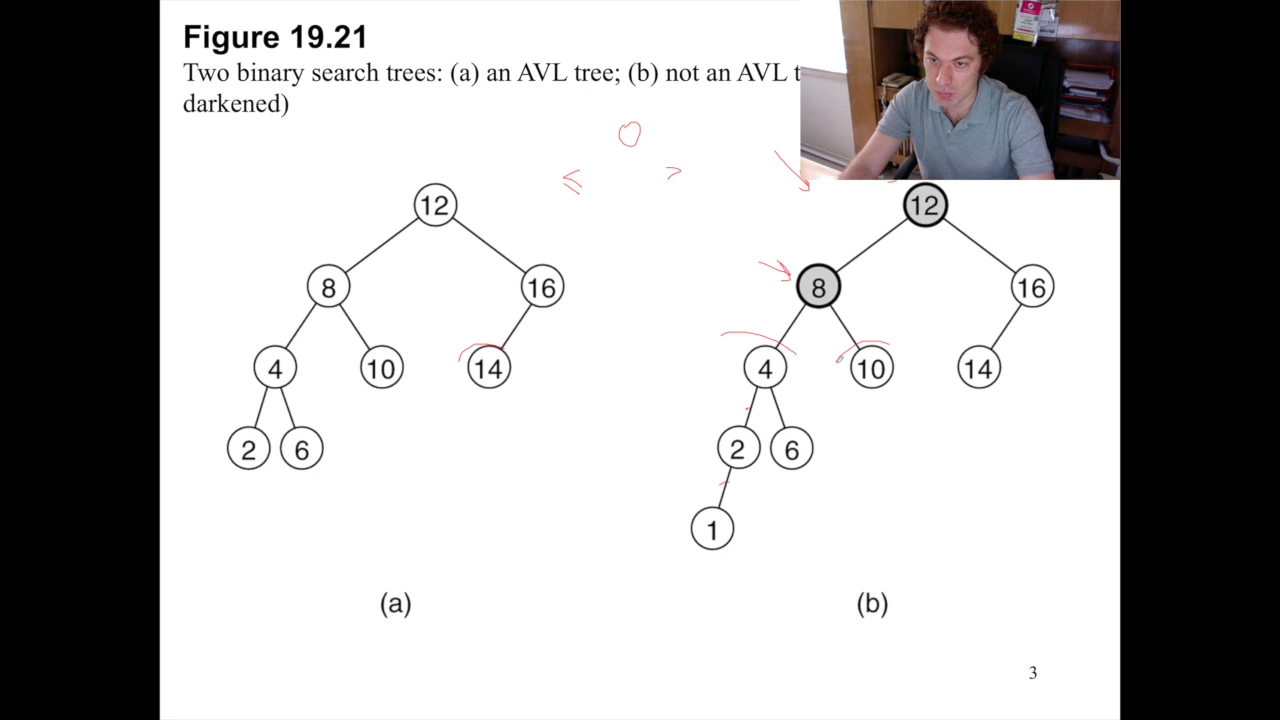 Figure 19.21
Two binary search trees: (a) an AVL tree; (b) not an AVL t
darkened)
≤ >
12 12
8 16 8 16
4 10 14 4 10 14
2 6 2 6
1
(a) (b)
3